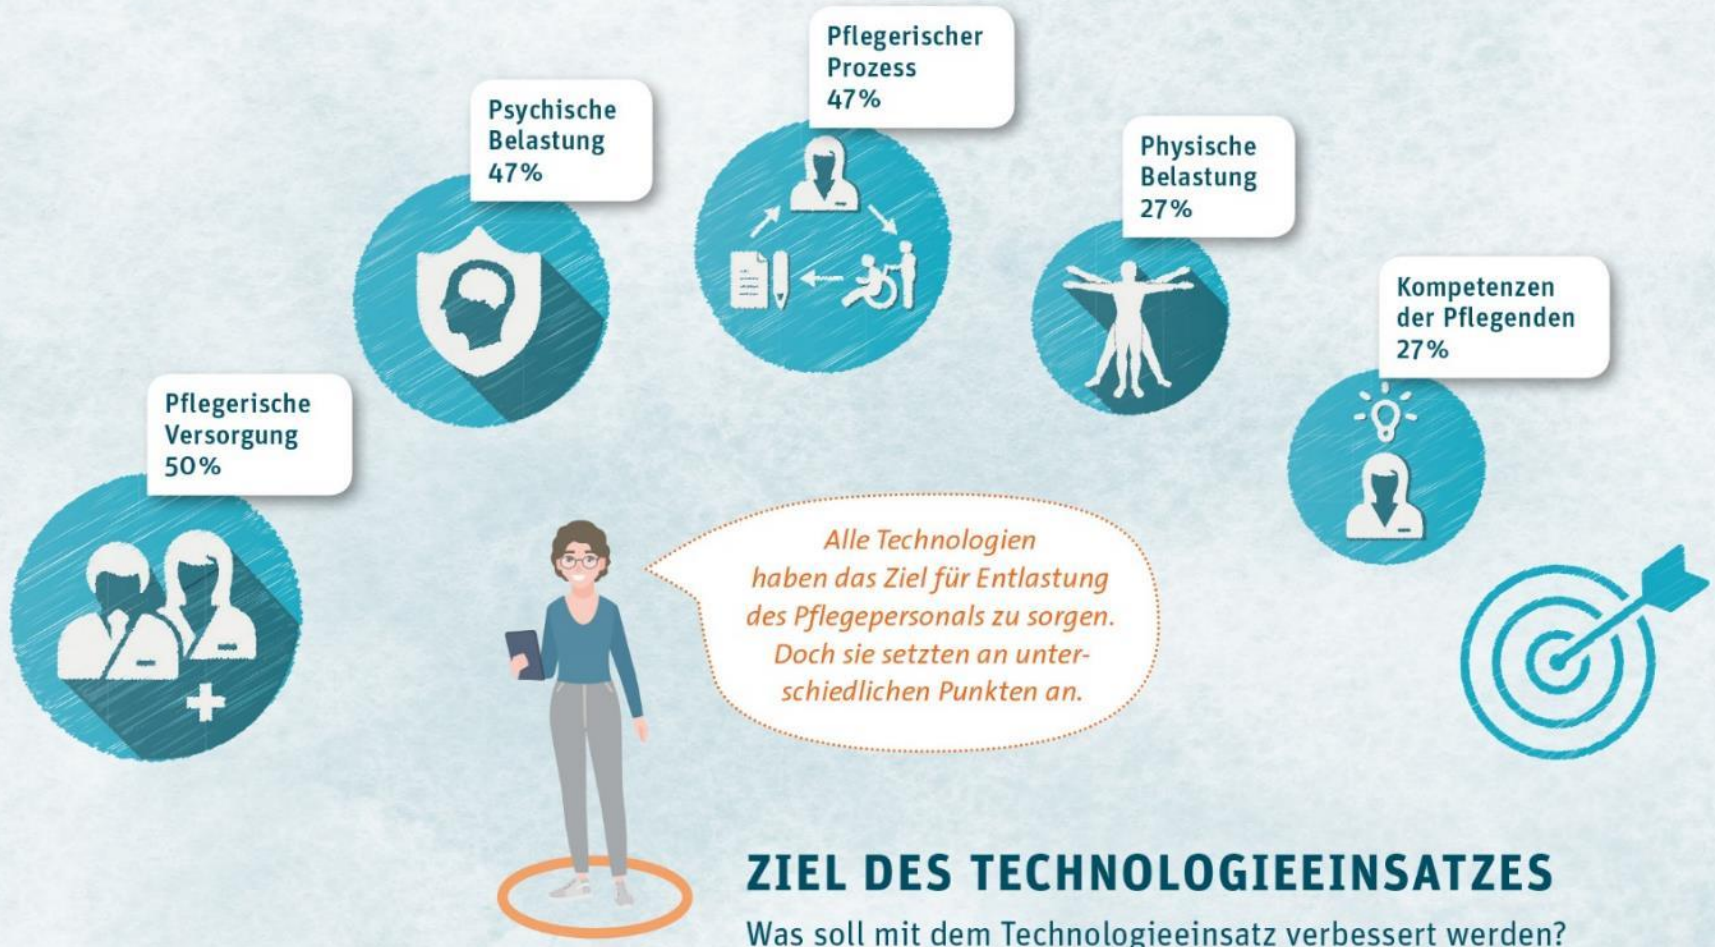 Pflegerischer
Prozess
47%
Psychische
Belastung
47%
Physische
Belastung
27%
Kompetenzen
der Pflegenden
27%
Pflegerische
Versorgung
50%
Alle Technologien
haben das Ziel für Entlastung
des Pflegepersonals zu sorgen.
Doch sie setzten an unter-
schiedlichen Punkten an.
ZIEL DES TECHNOLOGIEEINSATZES
Was soll mit dem Technologieeinsatz verbessert werden?